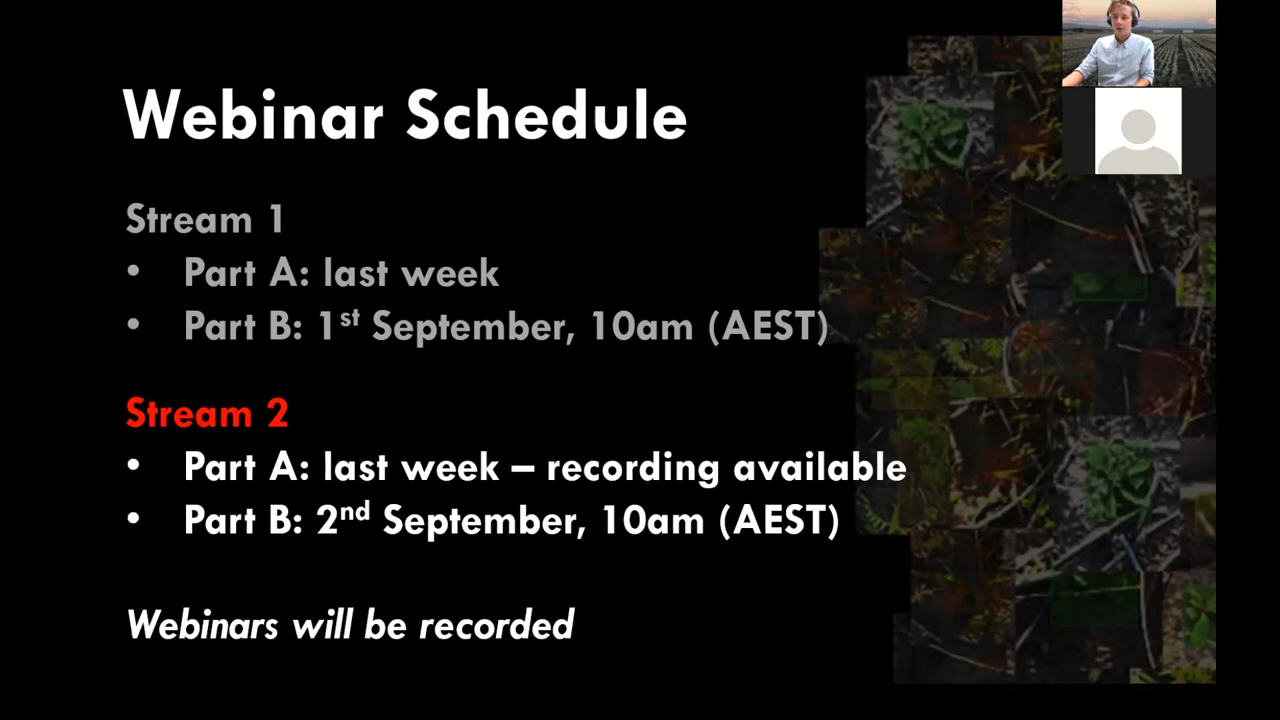 Webinar Schedule
Stream 1
• Part A: last week
• Part B: 1st September, 10am (AEST)
Stream 2
• Part A: last week – recording available
• Part B: 2nd September, 10am (AEST)
Webinars will be recorded